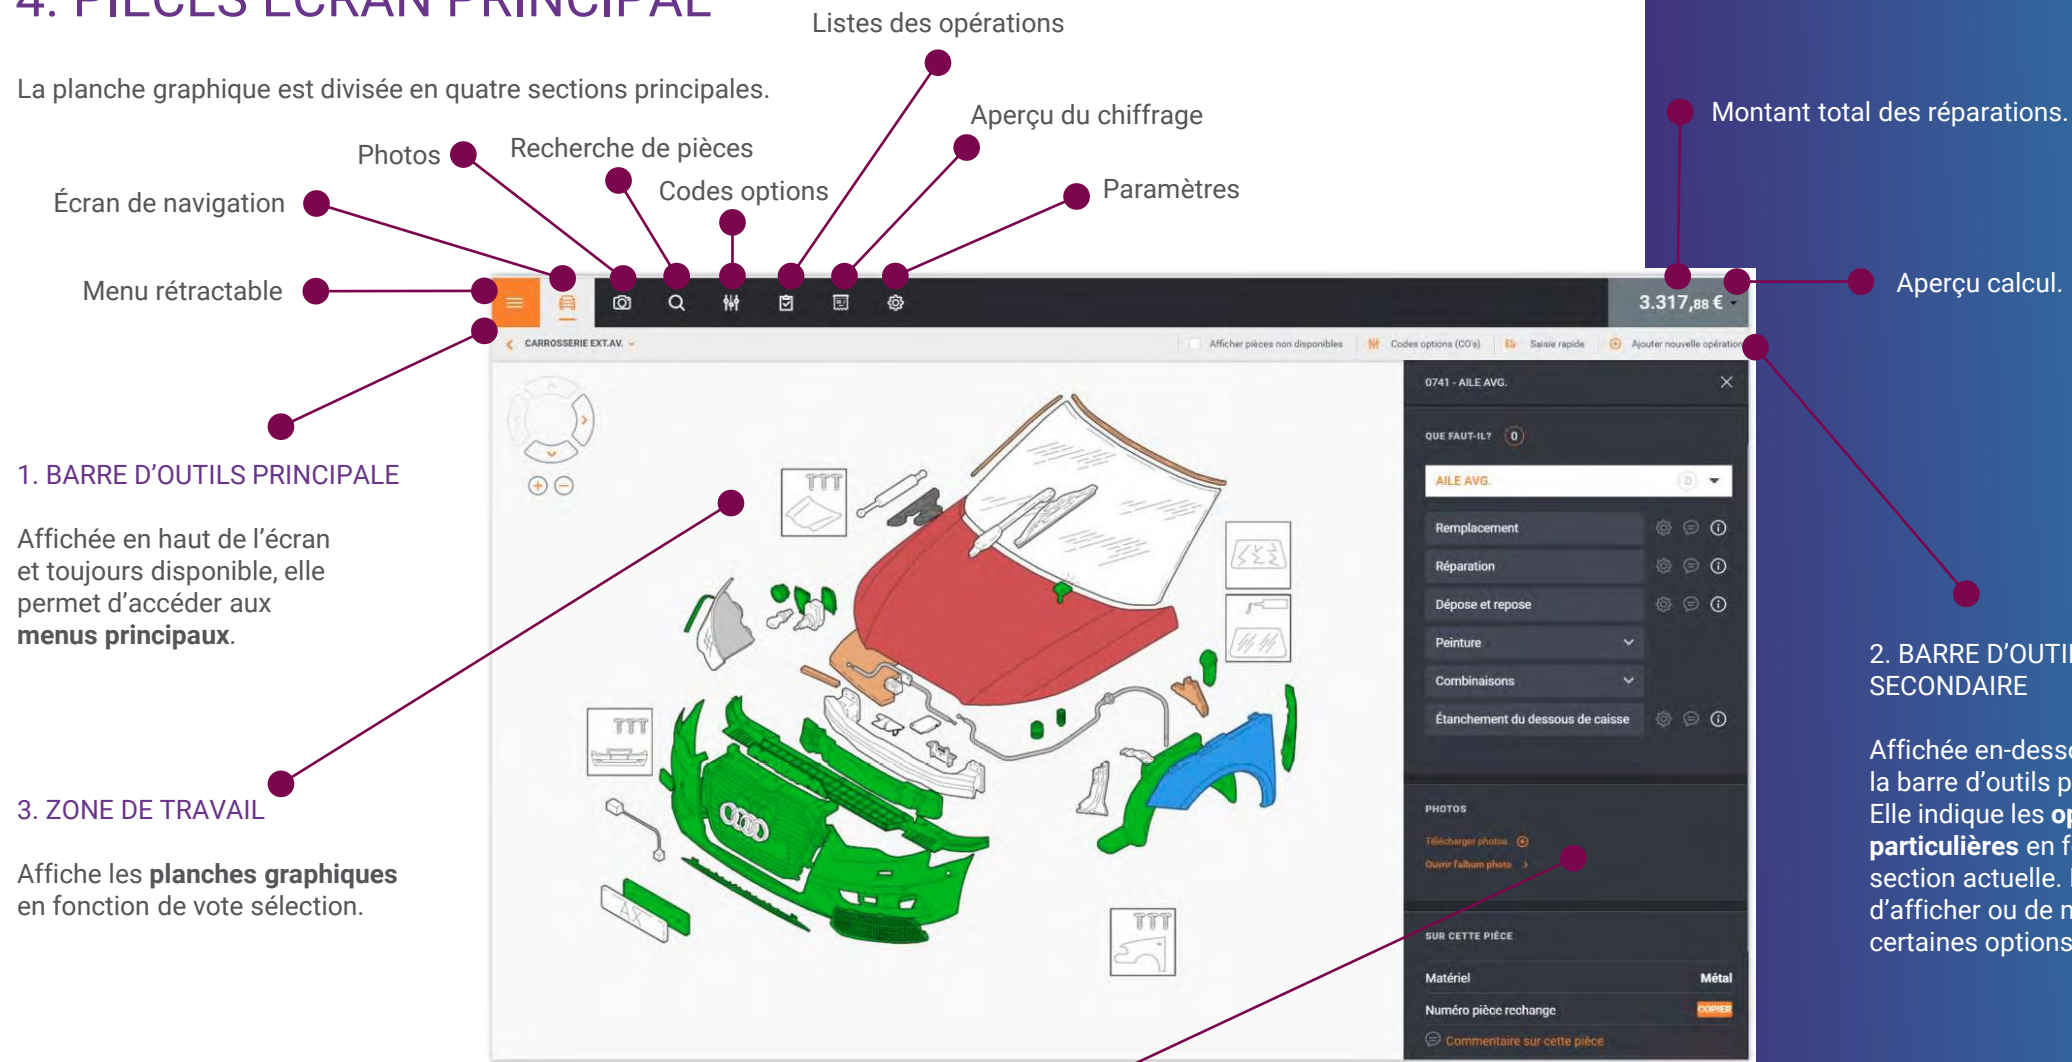 4. PIÈCES ÉCRAN PRINCIPAL
La planche graphique est divisée en quatre sections principales.
Listes des opérations
Aperçu du chiffrage
Photos
Recherche de pièces
Codes options
Paramètres
Écran de navigation
Menu rétractable
Montant total des réparations.
Aperçu calcul.
3.317,88 €
CARROSSERIE EXT.AV.
Afficher pièces non disponibles
Codes options (CO's)
Saisie rapide
Ajouter nouvelle opération
1. BARRE D'OUTILS PRINCIPALE
Affichée en haut de l'écran
et toujours disponible, elle
permet d'accéder aux
menus principaux.
3. ZONE DE TRAVAIL
Affiche les planches graphiques
en fonction de vote sélection.
AX
0741 - AILE AVG.
QUE FAUT-IL? 0
AILE AVG. 0
Remplacement
Réparation
Dépose et repose
Peinture
Combinaisons
Étanchement du dessous de caisse
PHOTOS
Télécharger photos
Ouvrir l'album photo
SUR CETTE PIÈCE
Matériel Métal
Numéro pièce rechange COPIER
Commentaire sur cette pièce
2. BARRE D'OUTI
SECONDAIRE
Affichée en-desso
la barre d'outils p
Elle indique les op
particulières en f
section actuelle.
d'afficher ou de n
certaines options